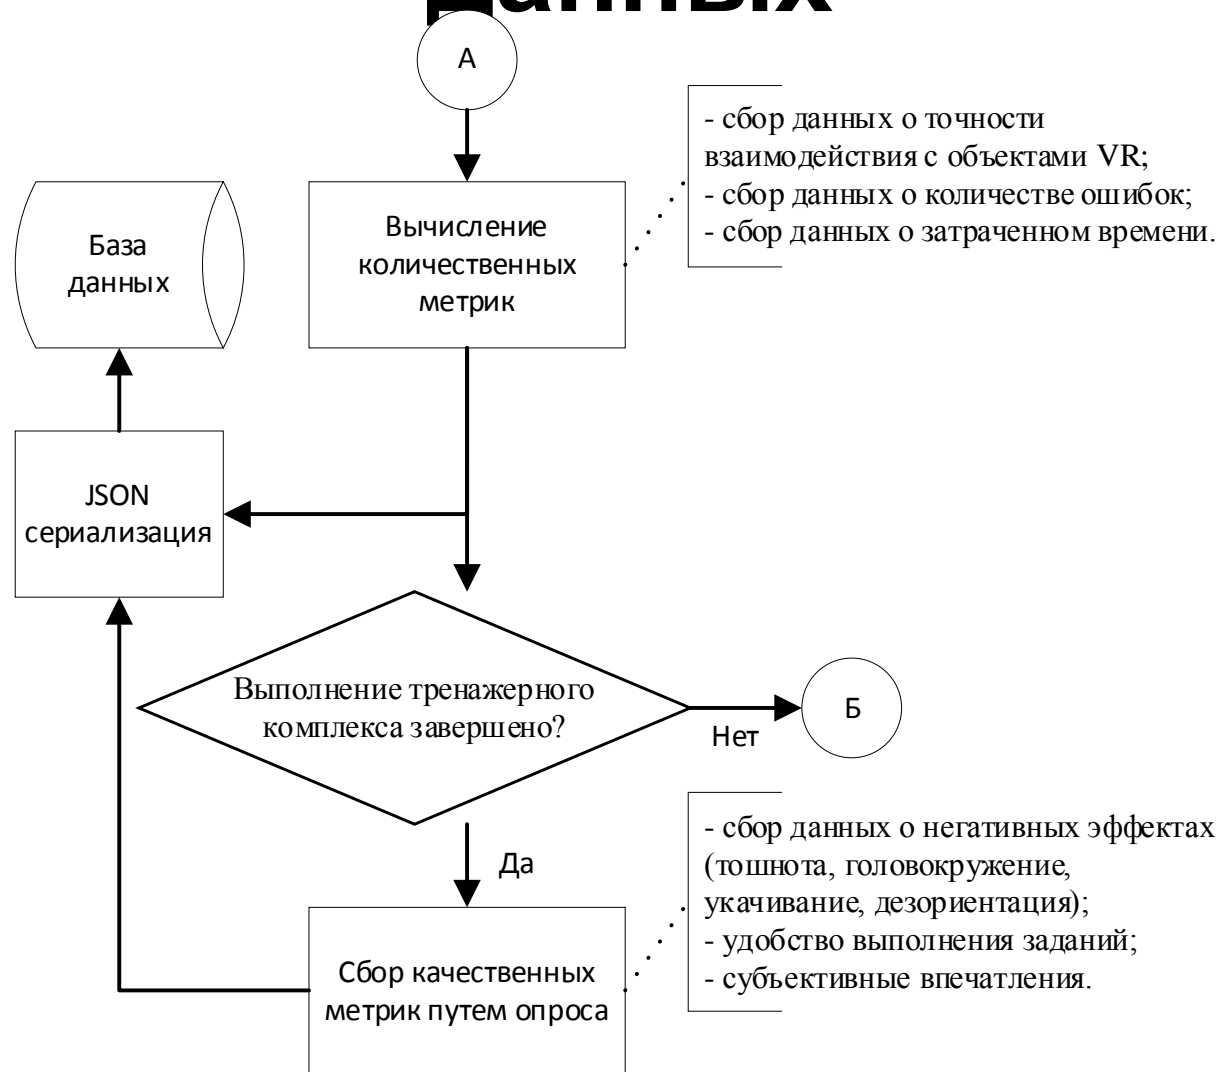 данных
А
- сбор данных о точности
взаимодействия с объектами VR;
- сбор данных о количестве ошибок;
- сбор данных о затраченном времени.
Вычисление
количественных
метрик
База
данных
JSON
сериализация
Выполнение тренажерного
комплекса завершено?
Нет
Б
Да
- сбор данных о негативных эффектах
(тошнота, головокружение,
укачивание, дезориентация);
- удобство выполнения заданий;
- субъективные впечатления.
Сбор качественных
метрик путем опроса